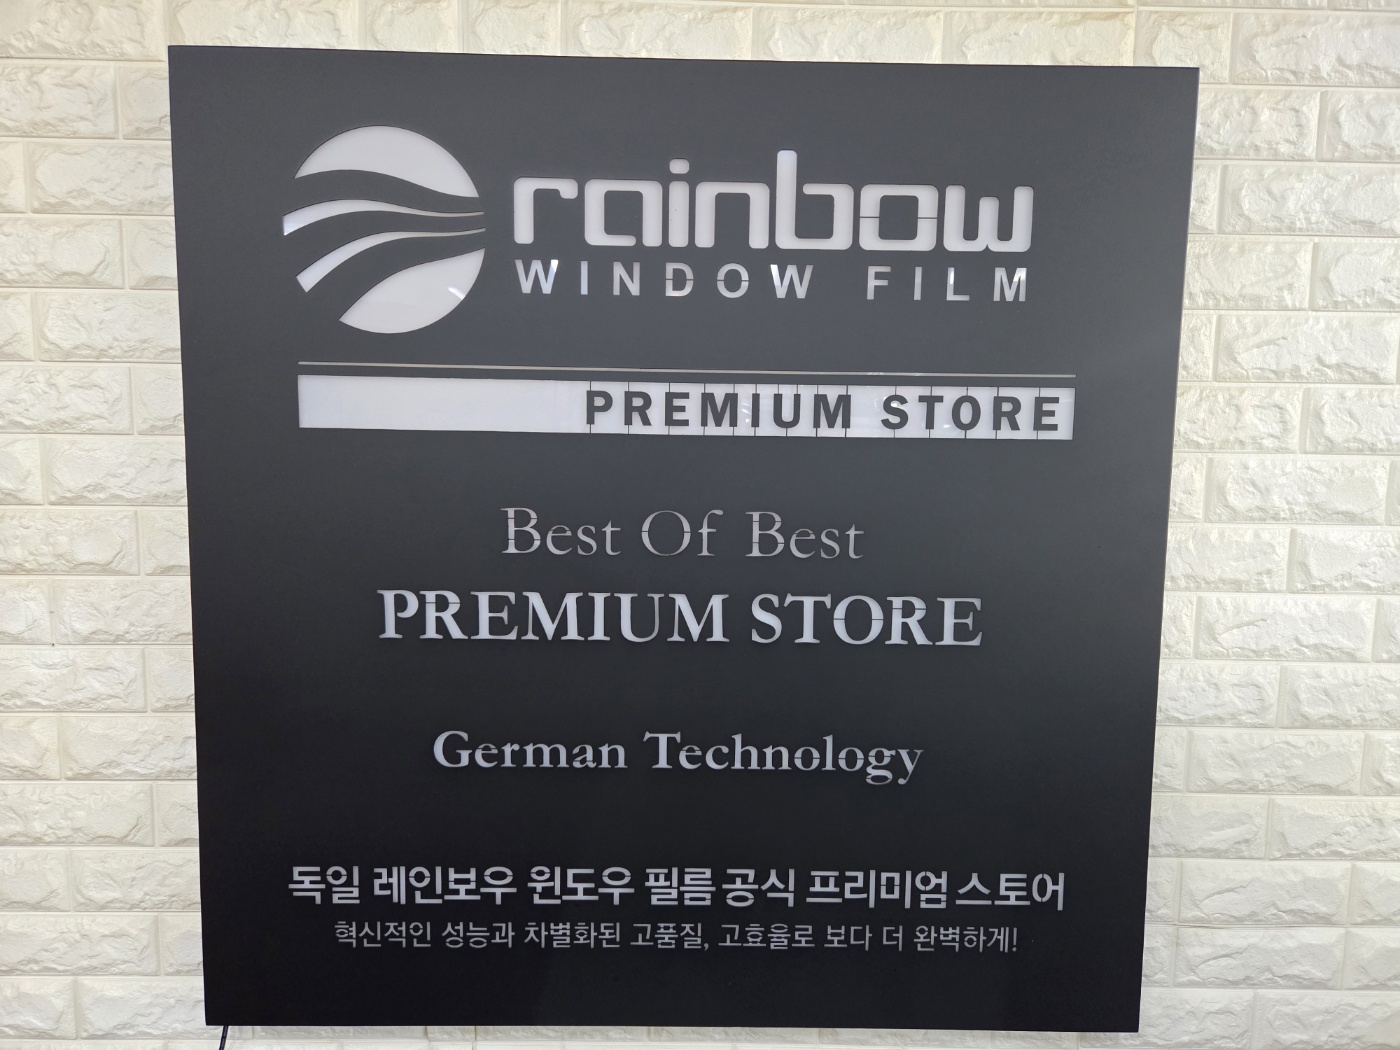 rainbow
WINDOW FILM
PREMIUM STORE
Best Of Best
PREMIUM STORE
German Technology
독일 레인보우 윈도우 필름 공식 프리미엄 스토어
혁신적인 성능과 차별화된 고품질, 고효율로 보다 더 완벽하게!